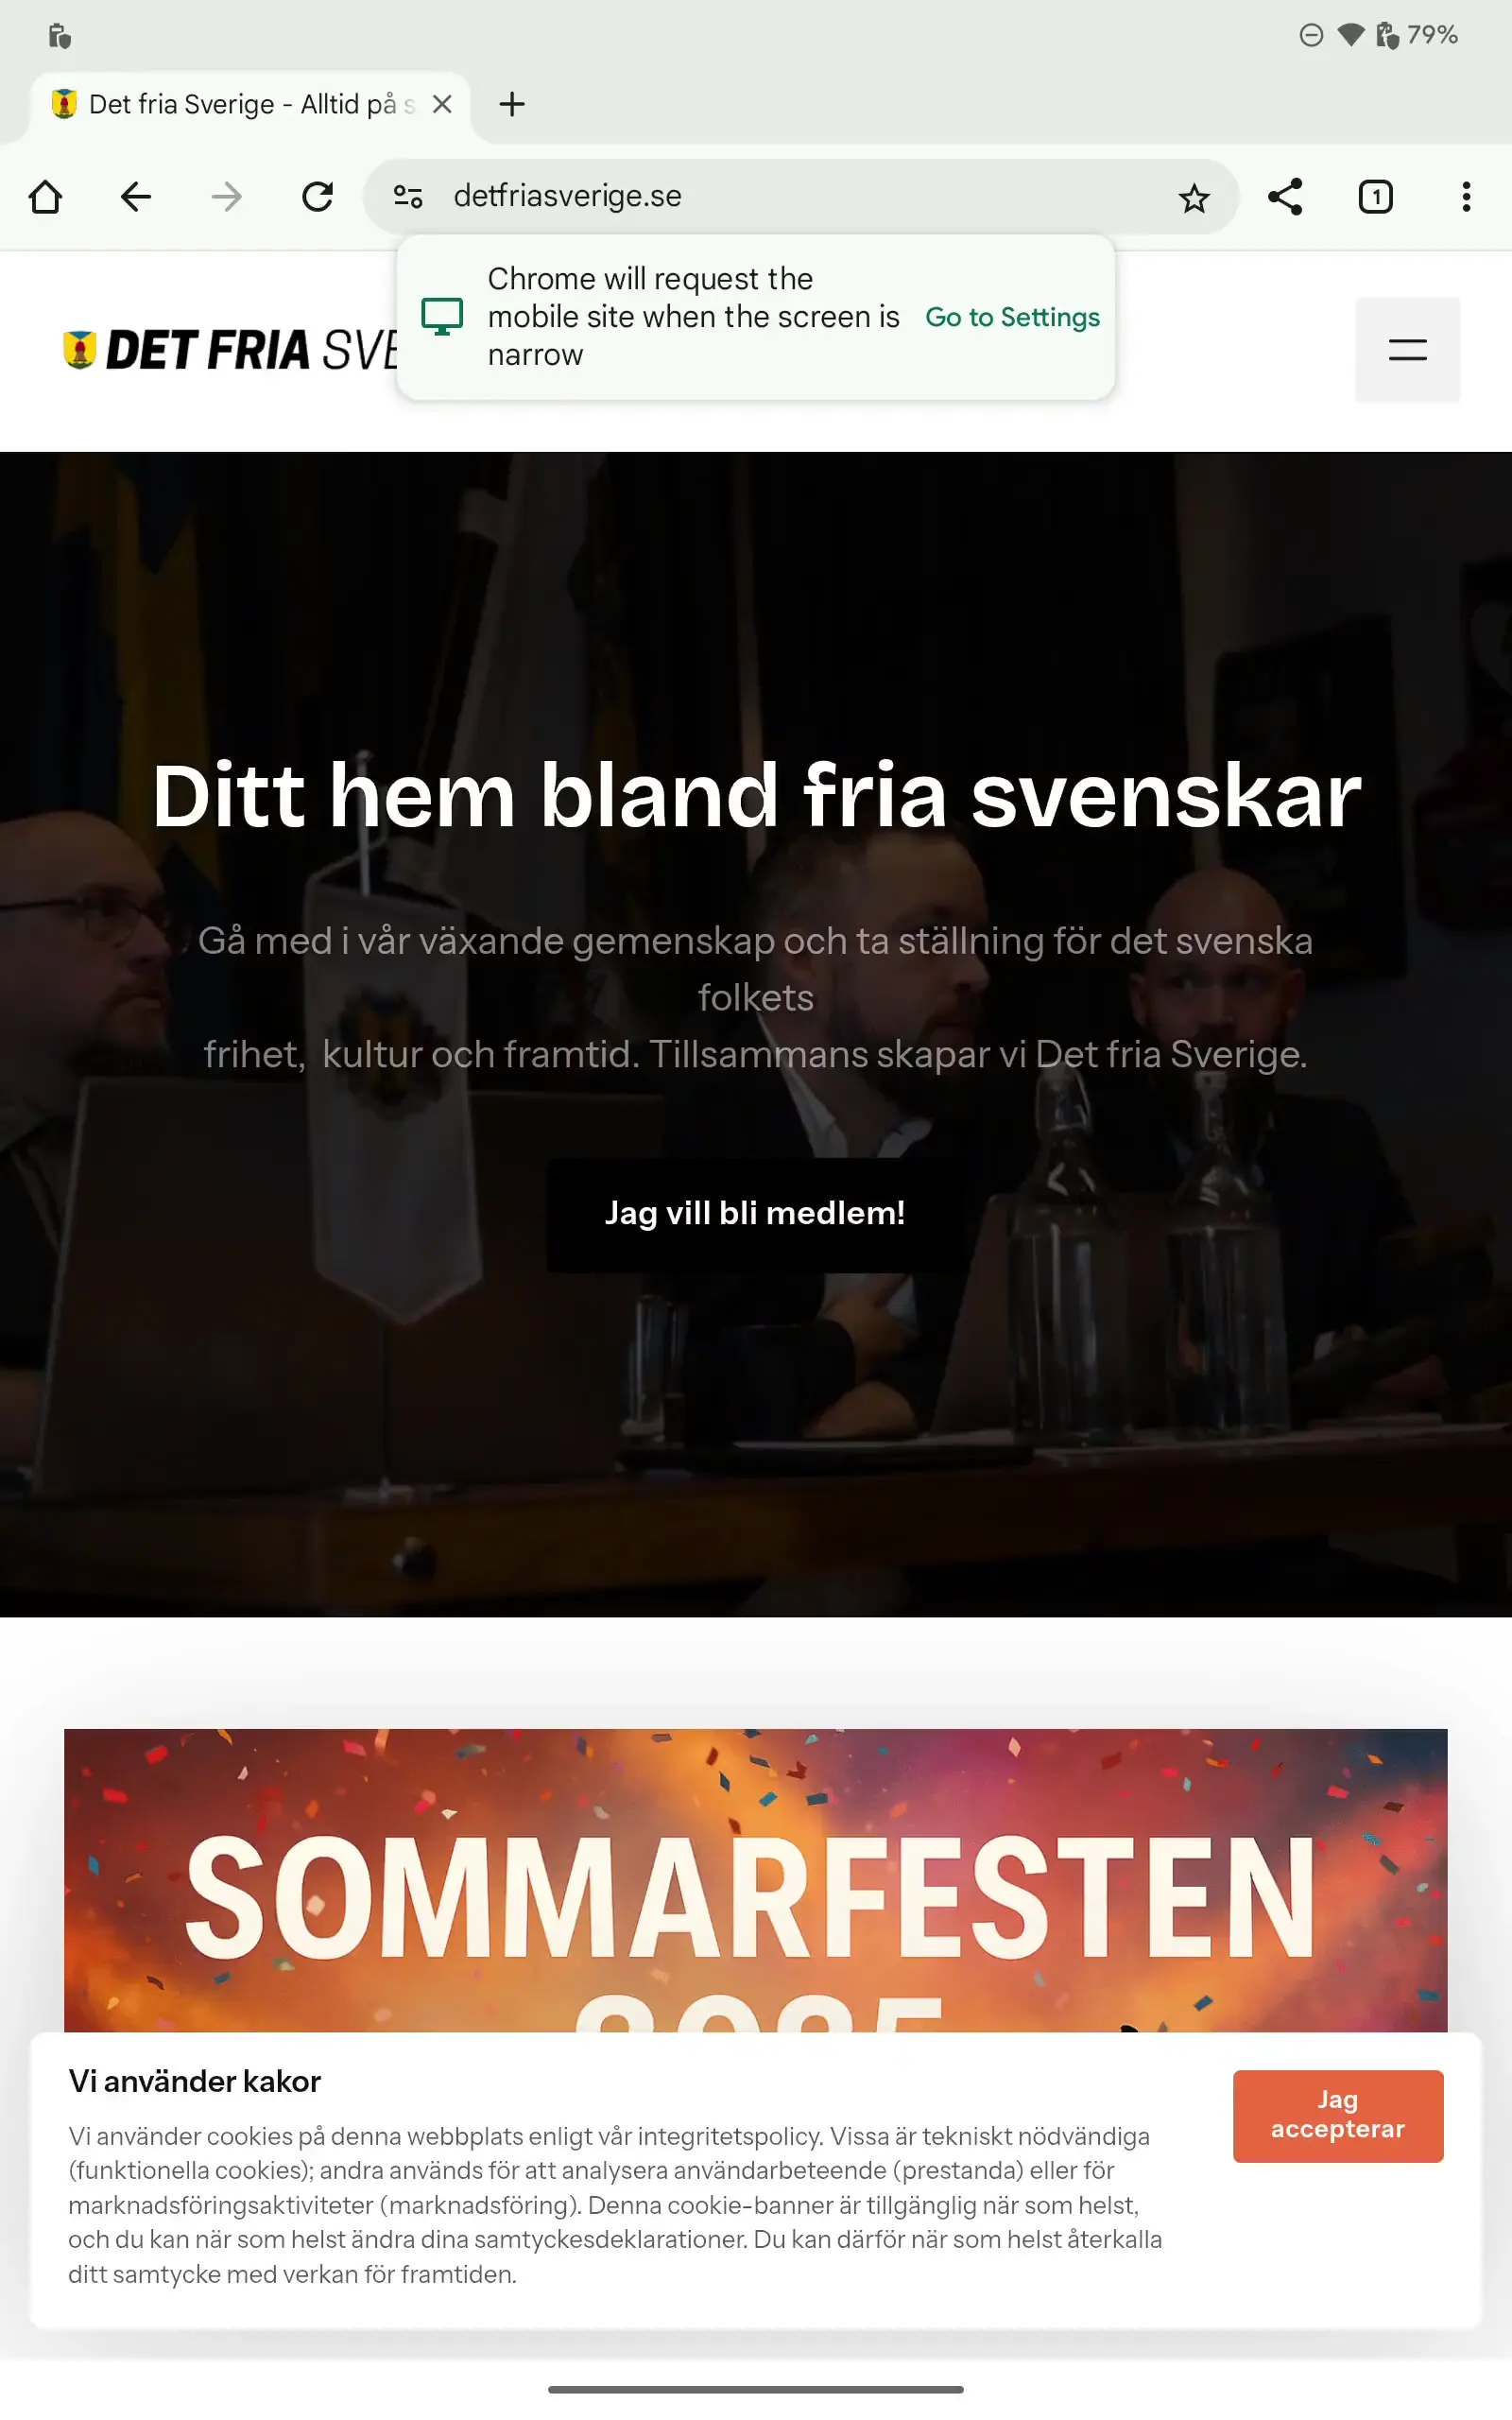 79%
Det fria Sverige - Alltid på s
detfriasverige.se
1
Chrome will request the
mobile site when the screen is
narrow
Go to Settings
DET FRIA SVE
Ditt hem bland fria svenskar
Gå med i vår växande gemenskap och ta ställning för det svenska
folkets
frihet, kultur och framtid. Tillsammans skapar vi Det fria Sverige.
Jag vill bli medlem!
SOMMARFESTEN
2025
Vi använder kakor
Vi använder cookies på denna webbplats enligt vår integritetspolicy. Vissa är tekniskt nödvändiga
(funktionella cookies); andra används för att analysera användarbeteende (prestanda) eller för
marknadsföringsaktiviteter (marknadsföring). Denna cookie-banner är tillgänglig när som helst,
och du kan när som helst ändra dina samtyckesdeklarationer. Du kan därför när som helst återkalla
ditt samtycke med verkan för framtiden.
Jag
accepterar